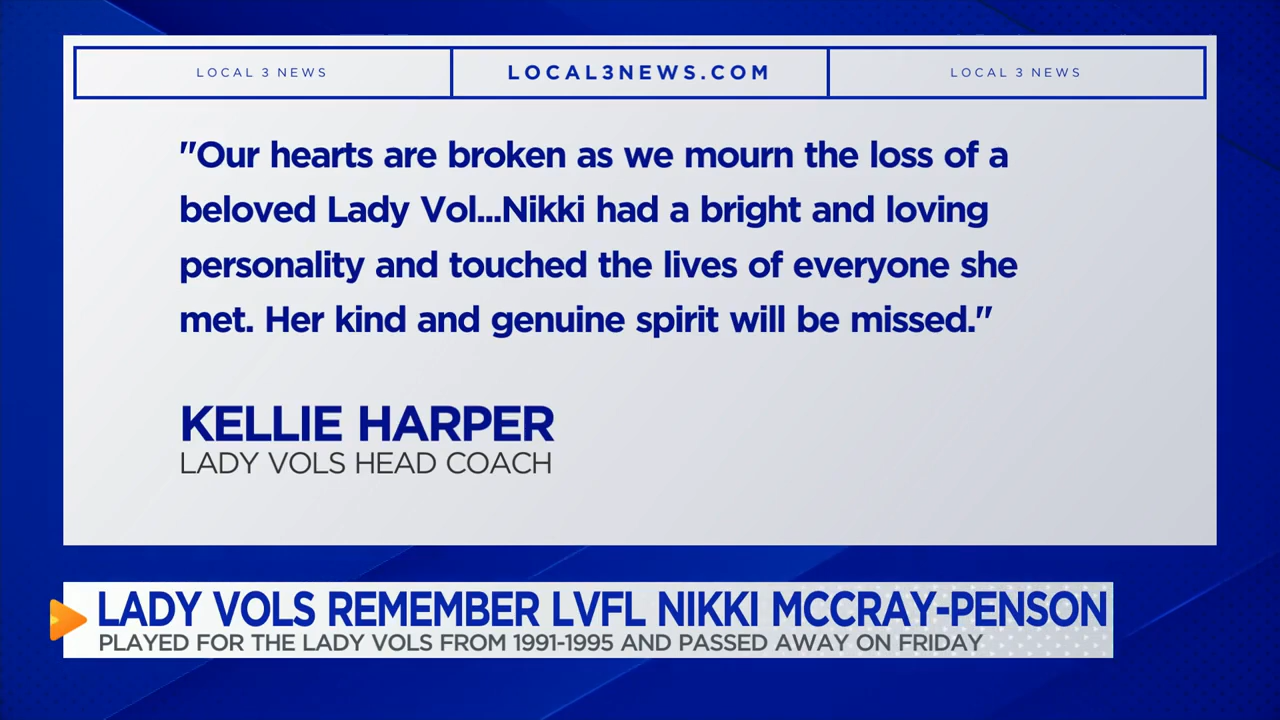 LOCAL 3 NEWS
LOCAL3NEWS.COM
LOCAL 3 NEWS
"Our hearts are broken as we mourn the loss of a
beloved Lady Vol...Nikki had a bright and loving
personality and touched the lives of everyone she
met. Her kind and genuine spirit will be missed."
KELLIE HARPER
LADY VOLS HEAD COACH
LADY VOLS REMEMBER LVFL NIKKI MCCRAY-PENSON
PLAYED FOR THE LADY VOLS FROM 1991-1995 AND PASSED AWAY ON FRIDAY